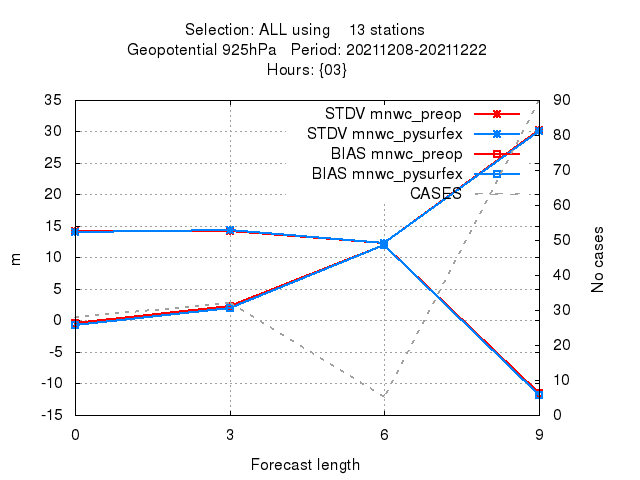 Selection: ALL using 13 stations
Geopotential 925hPa Period: 20211208-20211222
Hours: {03}
STDV mnwc_preop
STDV mnwc_pysurfex
BIAS mnwc_preop
BIAS mnwc_pysurfex
CASES
35
30
25
20
15
10
5
0
-5
-10
-15
m
90
80
70
60
50
40
30
20
10
0
No cases
0 3 6 9
Forecast length